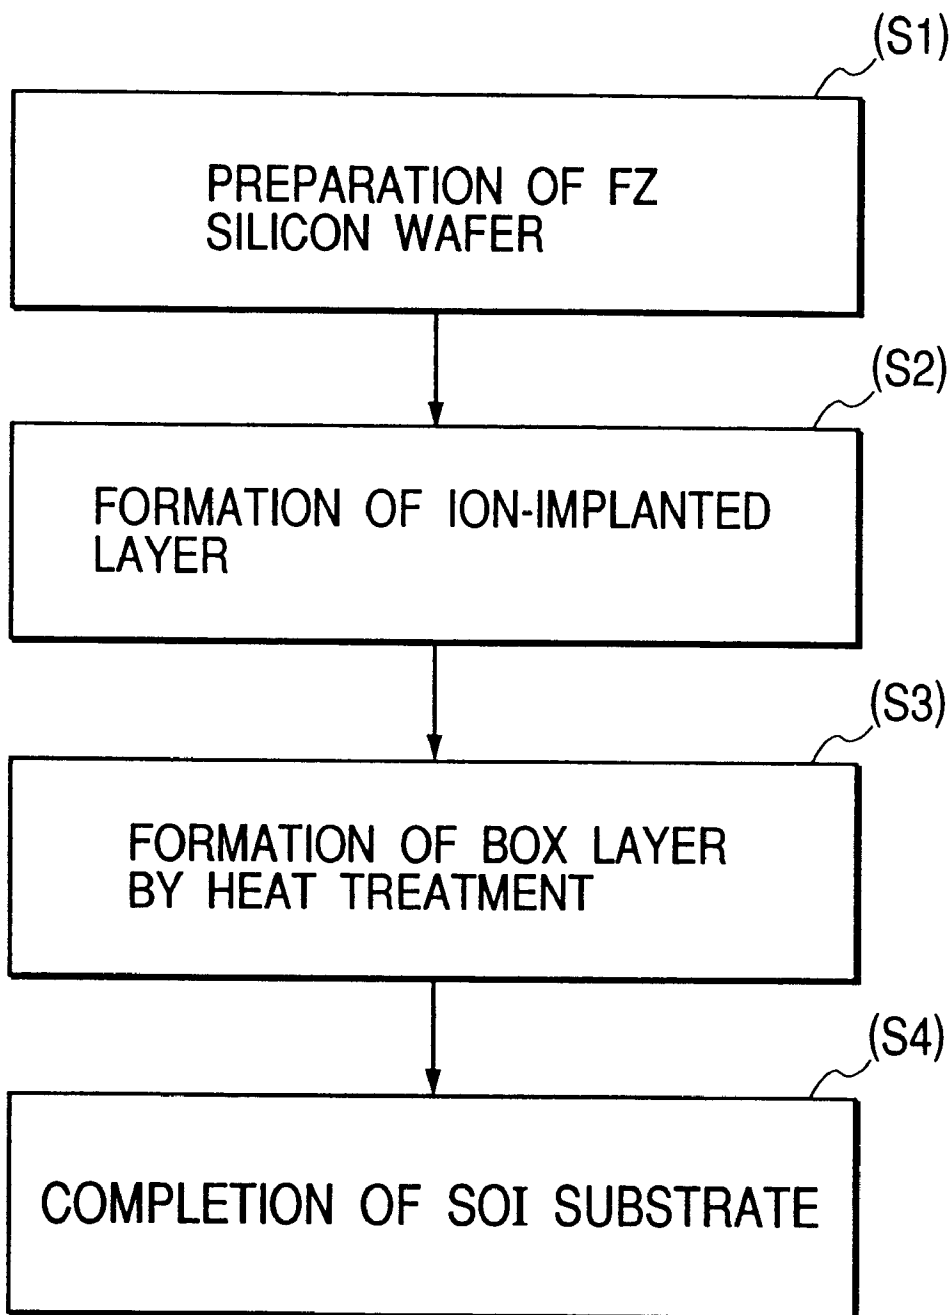 (S1)
PREPARATION OF FZ
SILICON WAFER
(S2)
FORMATION OF ION-IMPLANTED
LAYER
(S3)
FORMATION OF BOX LAYER
BY HEAT TREATMENT
(S4)
COMPLETION OF SOI SUBSTRATE